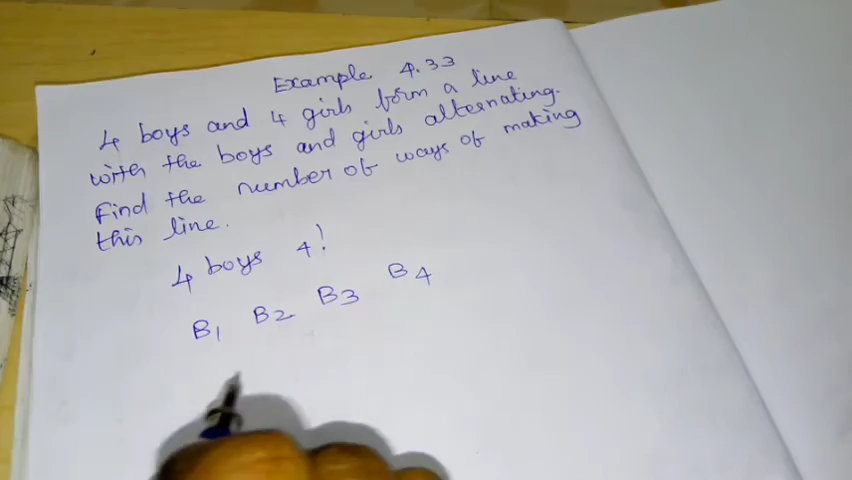 Example 4.33
4 boys and 4 girls form a line
with the boys and girls alternating.
Find the number of ways of making
this line.
4 boys 4!
B1 B2 B3 B4